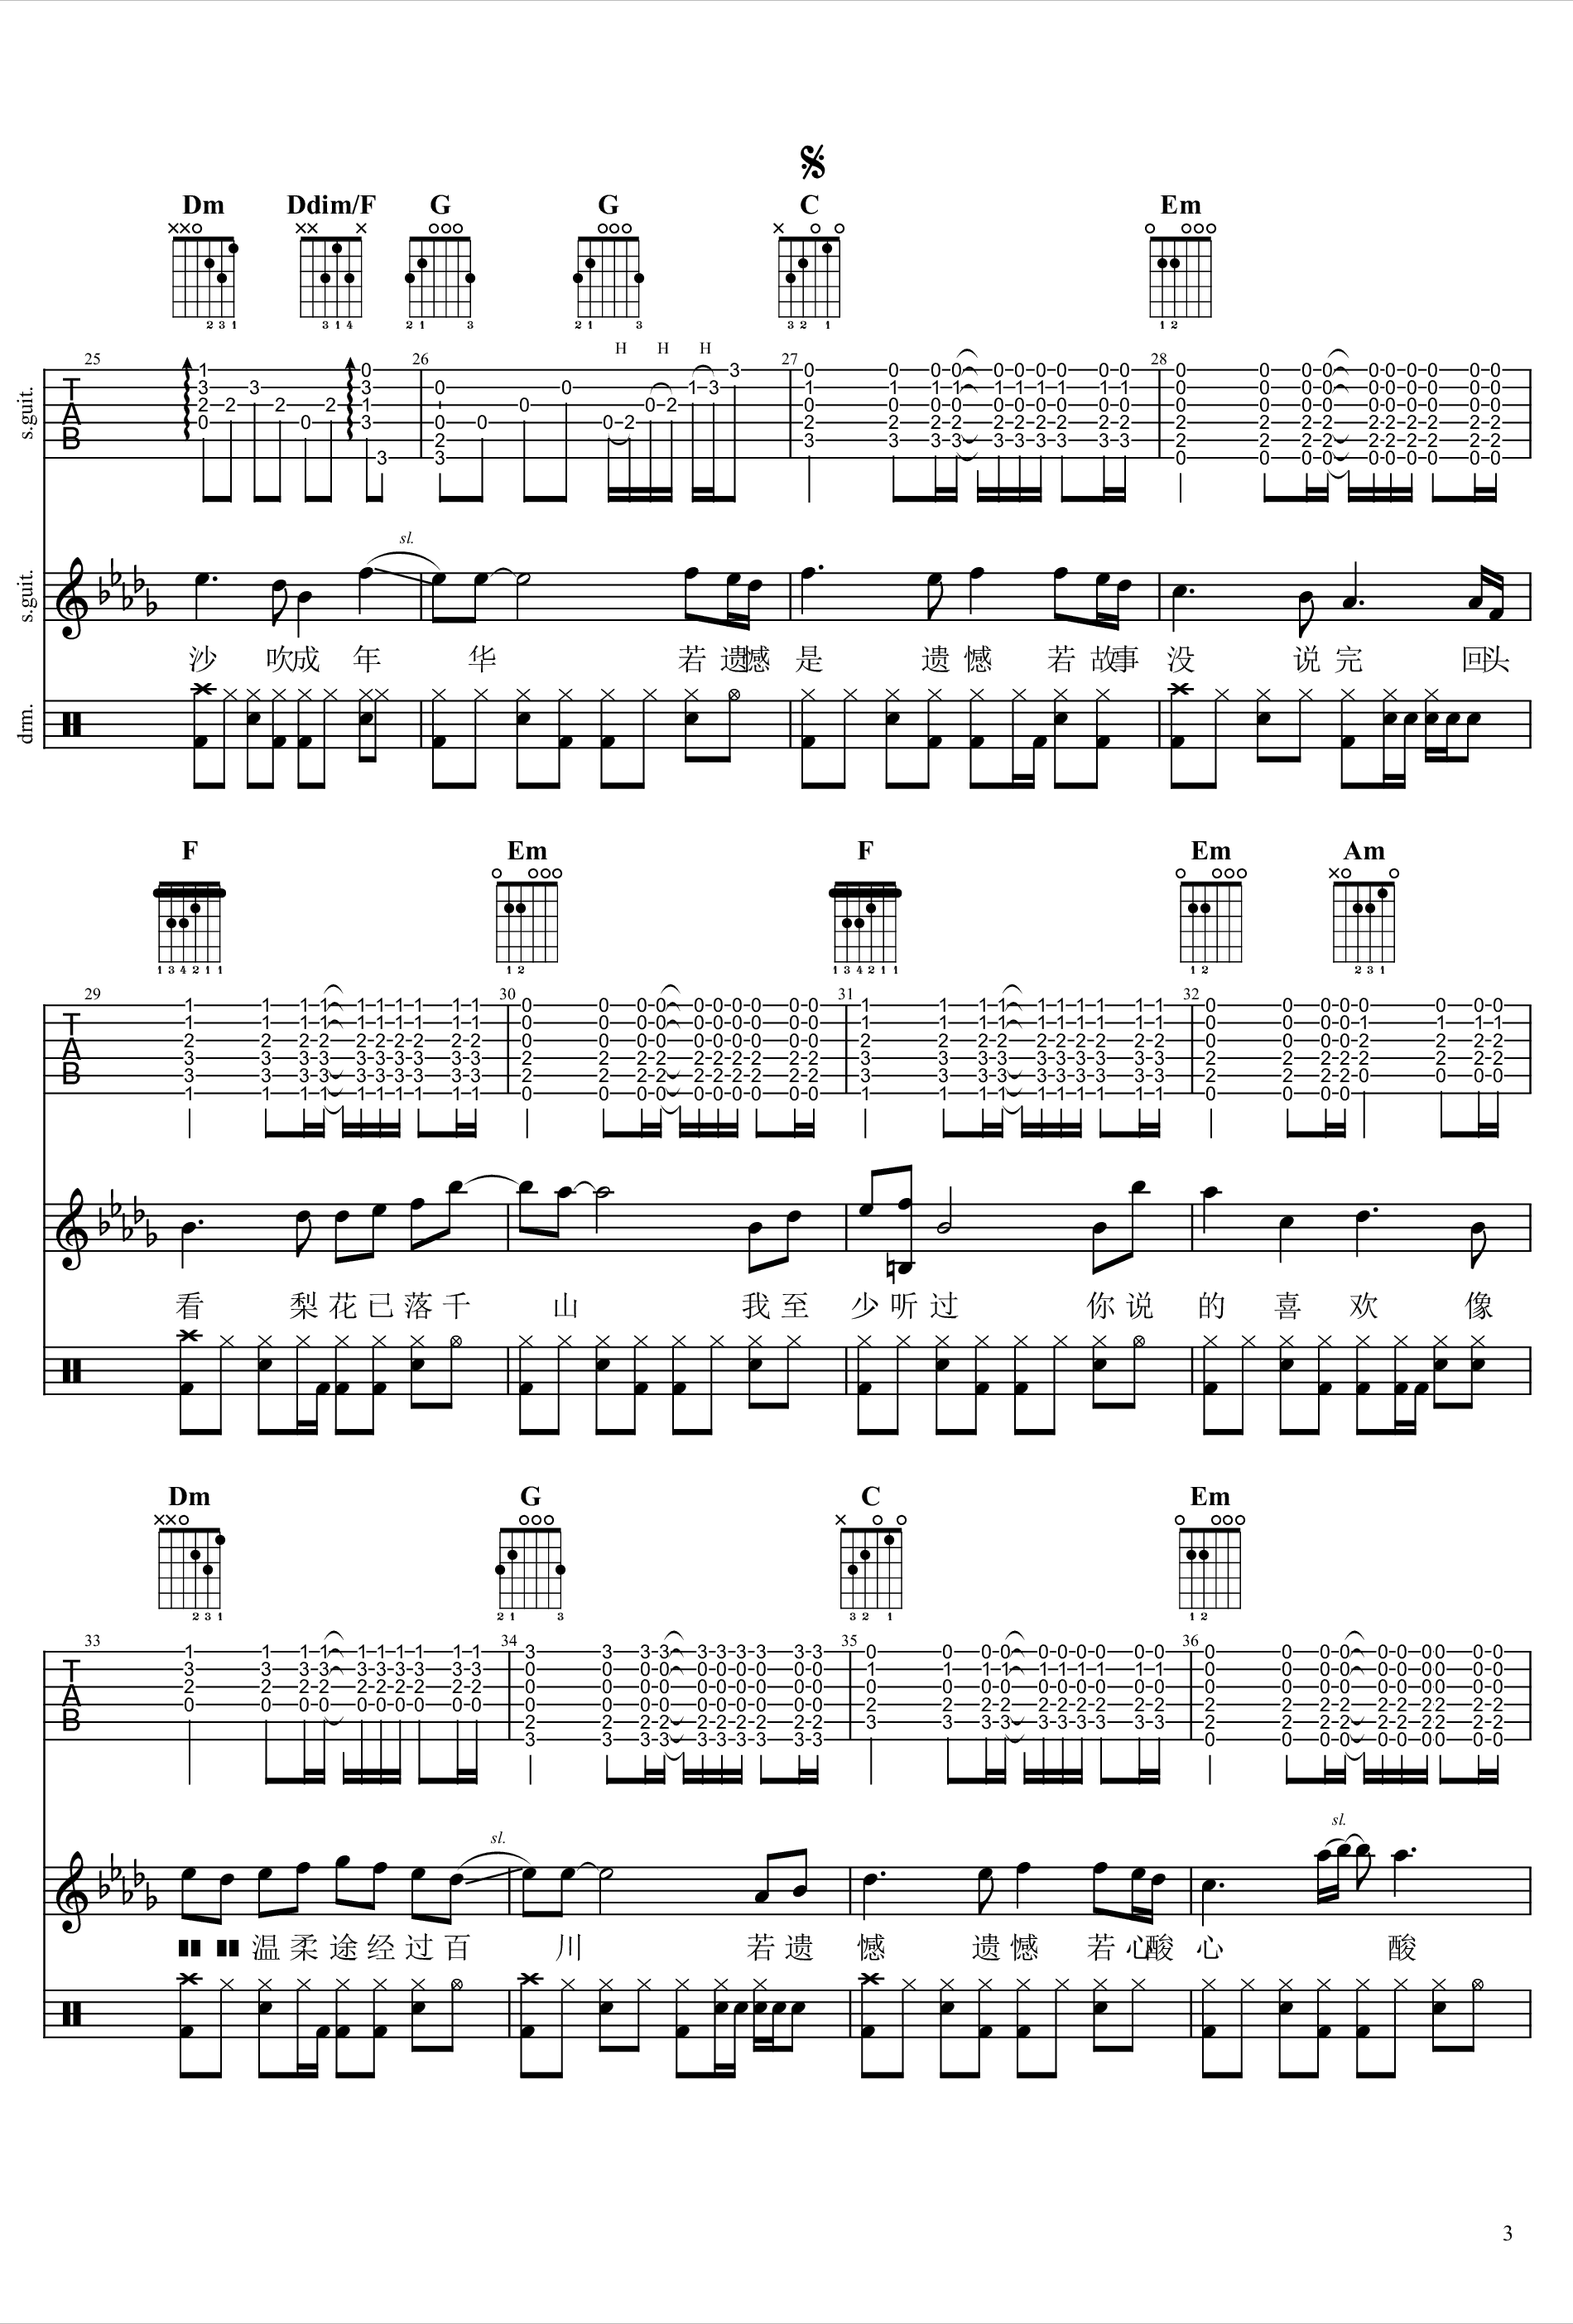 Dm Ddim/F G G C Em
25 26 H H H 27 28
s.guit.
sl.
s.guit.
沙 吹成 年 华 若 遗憾 是 遗 憾 若 故事 没 说 完 回头
drm.
F Em F Em Am
29 30 31 32
看 梨 花 已 落 千 山 我 至 少 听 过 你 说 的 喜 欢 像
Dm G C Em
33 34 35 36
sl. sl.
温 柔 途 经 过 百 川 若 遗 憾 遗 憾 若 心酸 心 酸
3